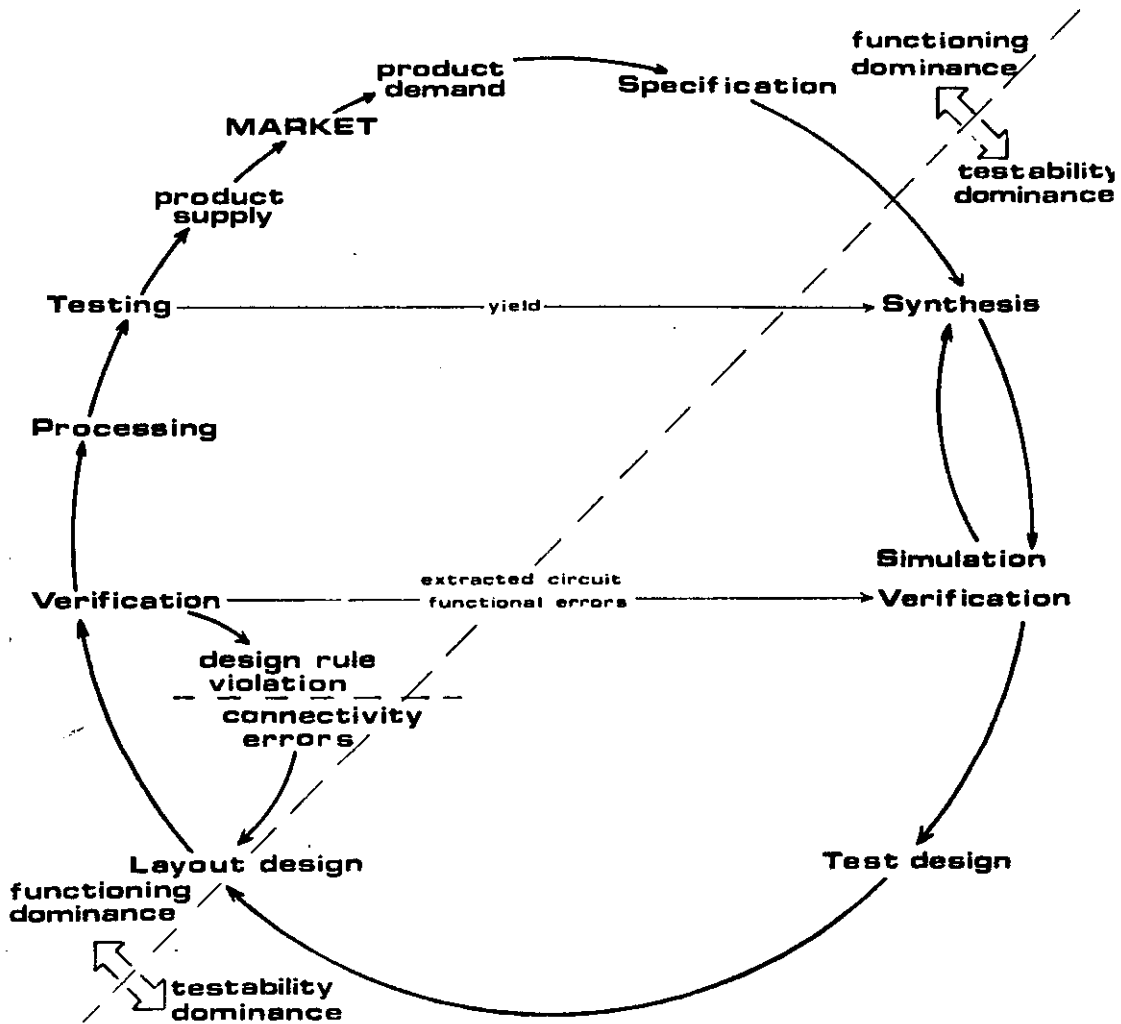 functioning
dominance
product
demand
Specification
MARKET
testability
dominance
product
supply
Testing
yield
Synthesis
Processing
Simulation
extracted circuit
Verification
functional errors
Verification
design rule
violation
connectivity
errors
Layout design
Test design
functioning
dominance
testability
dominance